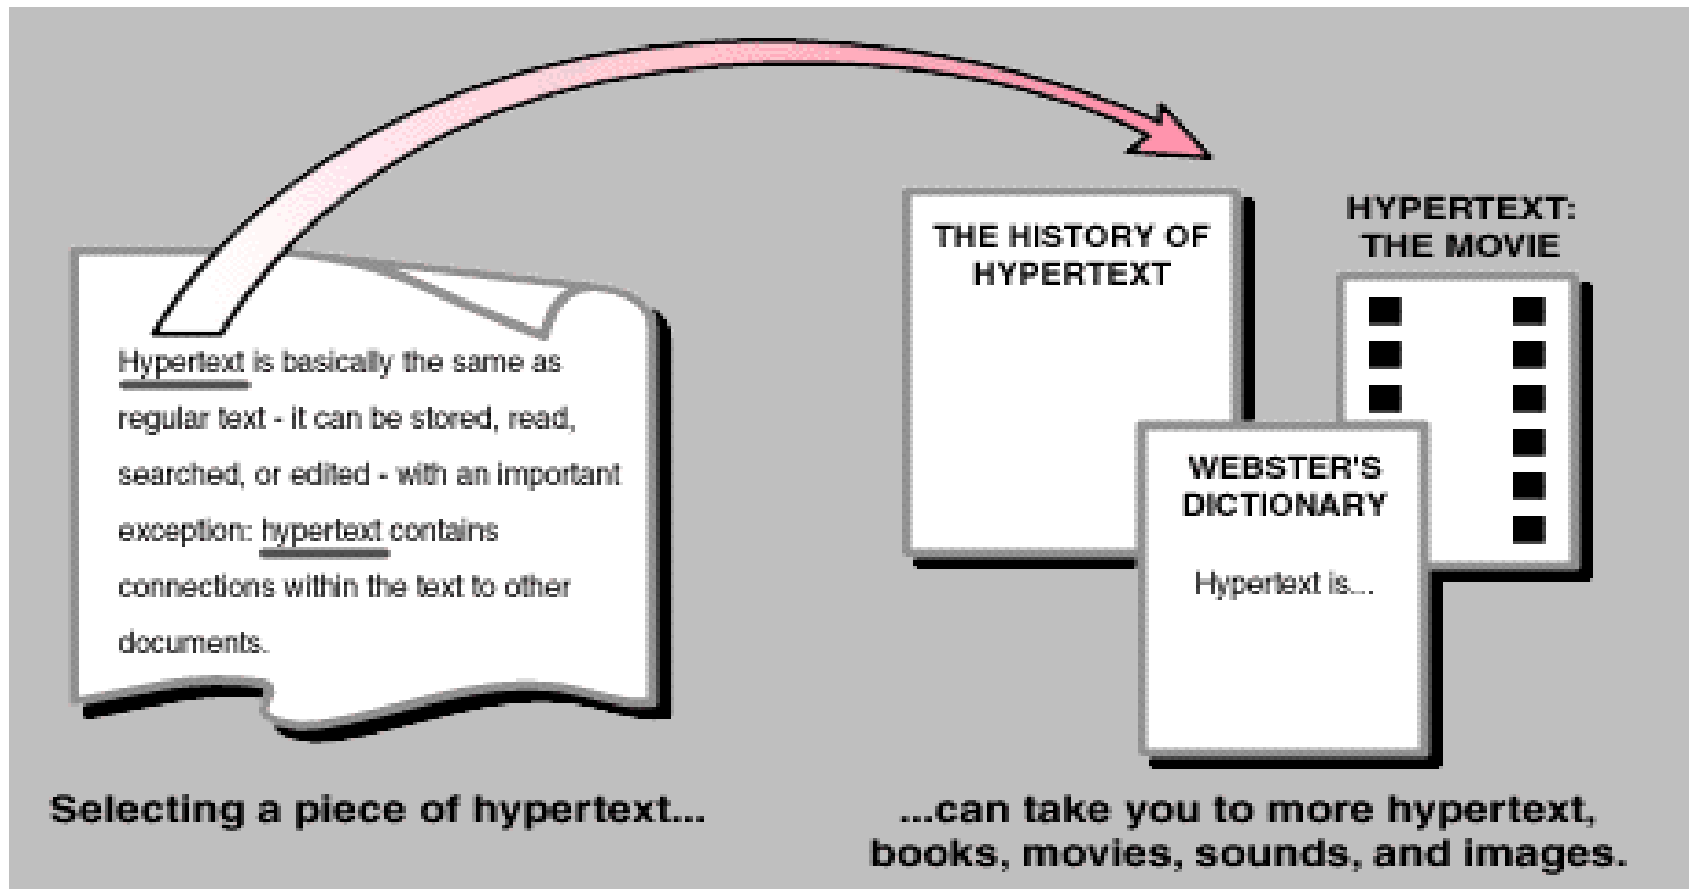 Hypertext is basically the same as
regular text - it can be stored, read,
searched, or edited - with an important
exception: hypertext contains
connections within the text to other
documents.
Selecting a piece of hypertext...
THE HISTORY OF
HYPERTEXT
HYPERTEXT:
THE MOVIE
WEBSTER'S
DICTIONARY
Hypertext is...
...can take you to more hypertext,
books, movies, sounds, and images.